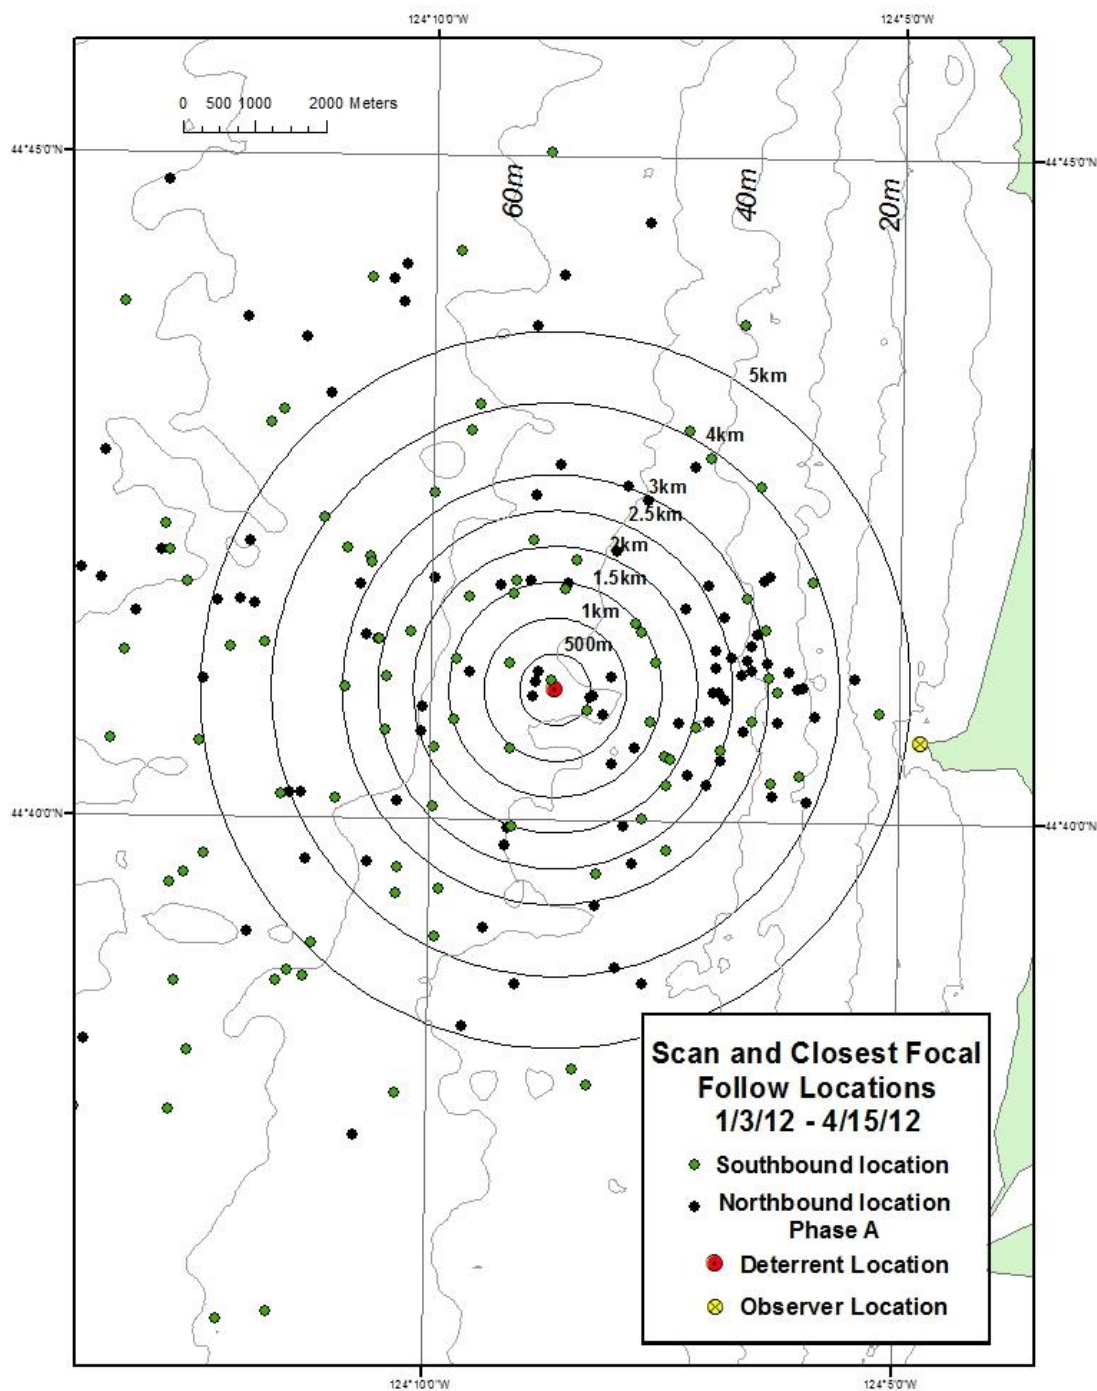 124°10'0"W 124°5'0"W
0 500 1000 2000 Meters
44°45'0"N 44°45'0"N
60m 40m 20m
5km
4km
3km
2.5km
2km
1.5km
1km
500m
44°40'0"N 44°40'0"N
Scan and Closest Focal
Follow Locations
1/3/12 - 4/15/12
Southbound location
Northbound location
Phase A
Deterrent Location
Observer Location
124°10'0"W 124°5'0"W